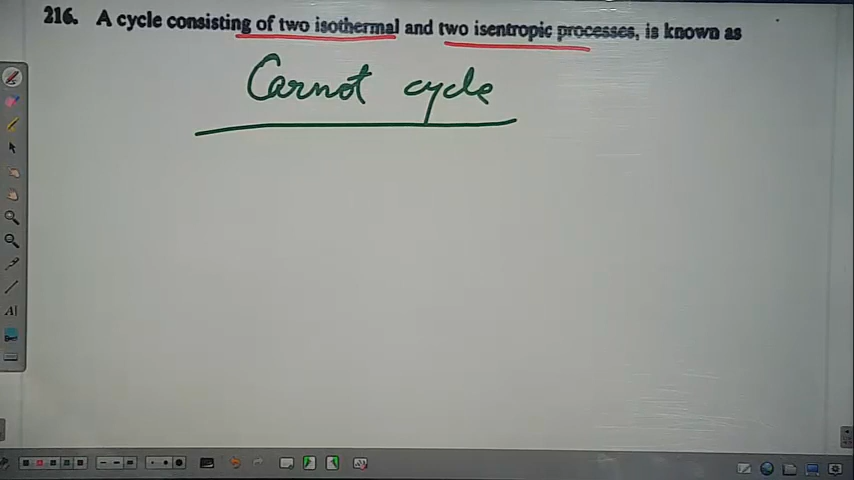 216. A cycle consisting of two isothermal and two isentropic processes, is known as
Carnot cycle